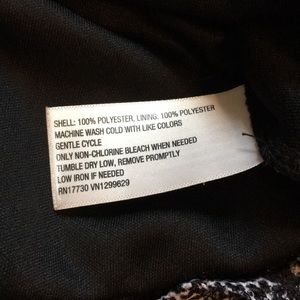 SHELL: 100% POLYESTER, LINING: 100% POLYESTER
MACHINE WASH COLD WITH LIKE COLORS
GENTLE CYCLE
ONLY NON-CHLORINE BLEACH WHEN NEEDED
TUMBLE DRY LOW, REMOVE PROMPTLY
LOW IRON IF NEEDED
RN17730 VN1299629